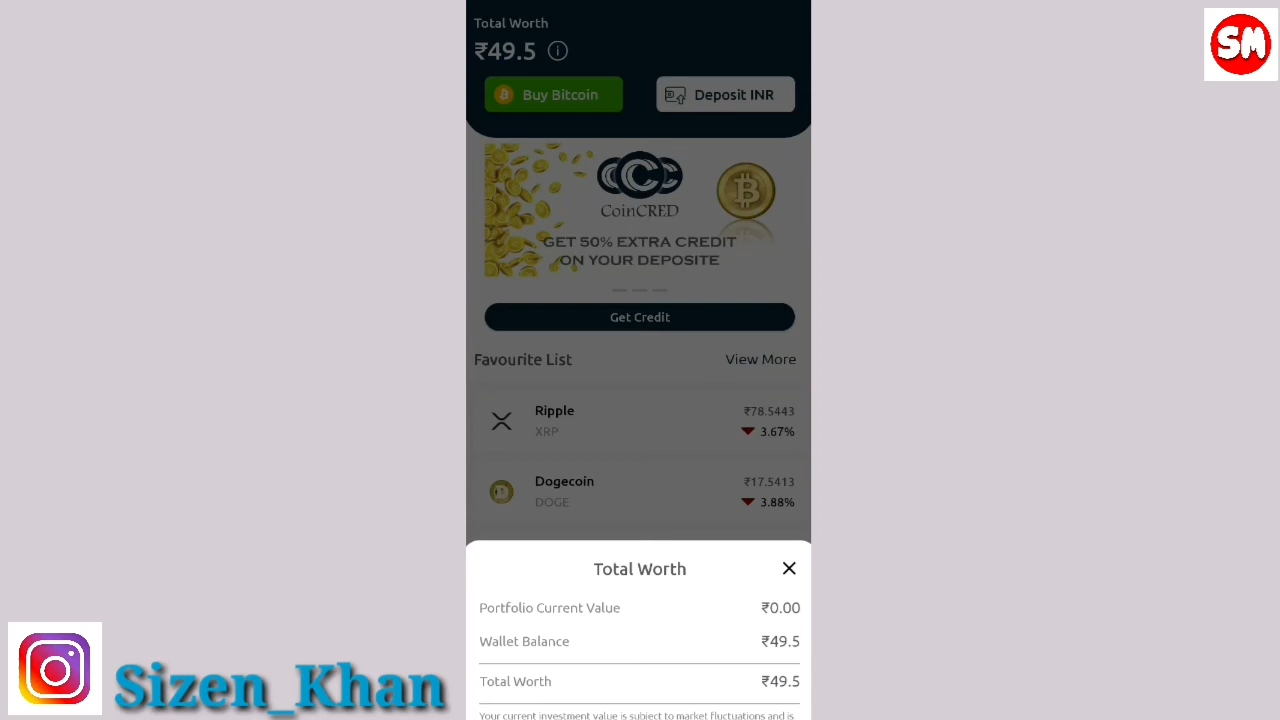 Total Worth
₹49.5
Buy Bitcoin
Deposit INR
CCC
CoinCRED
GET 50% EXTRA CREDIT
ON YOUR DEPOSITE
Get Credit
Favourite List
View More
Ripple
₹78.5443
XRP
3.67%
Dogecoin
₹17.5413
DOGE
3.88%
Total Worth
Portfolio Current Value
₹0.00
Wallet Balance
₹49.5
Total Worth
₹49.5
Your current investment value is subject to market fluctuations and is
SM
Sizen_Khan